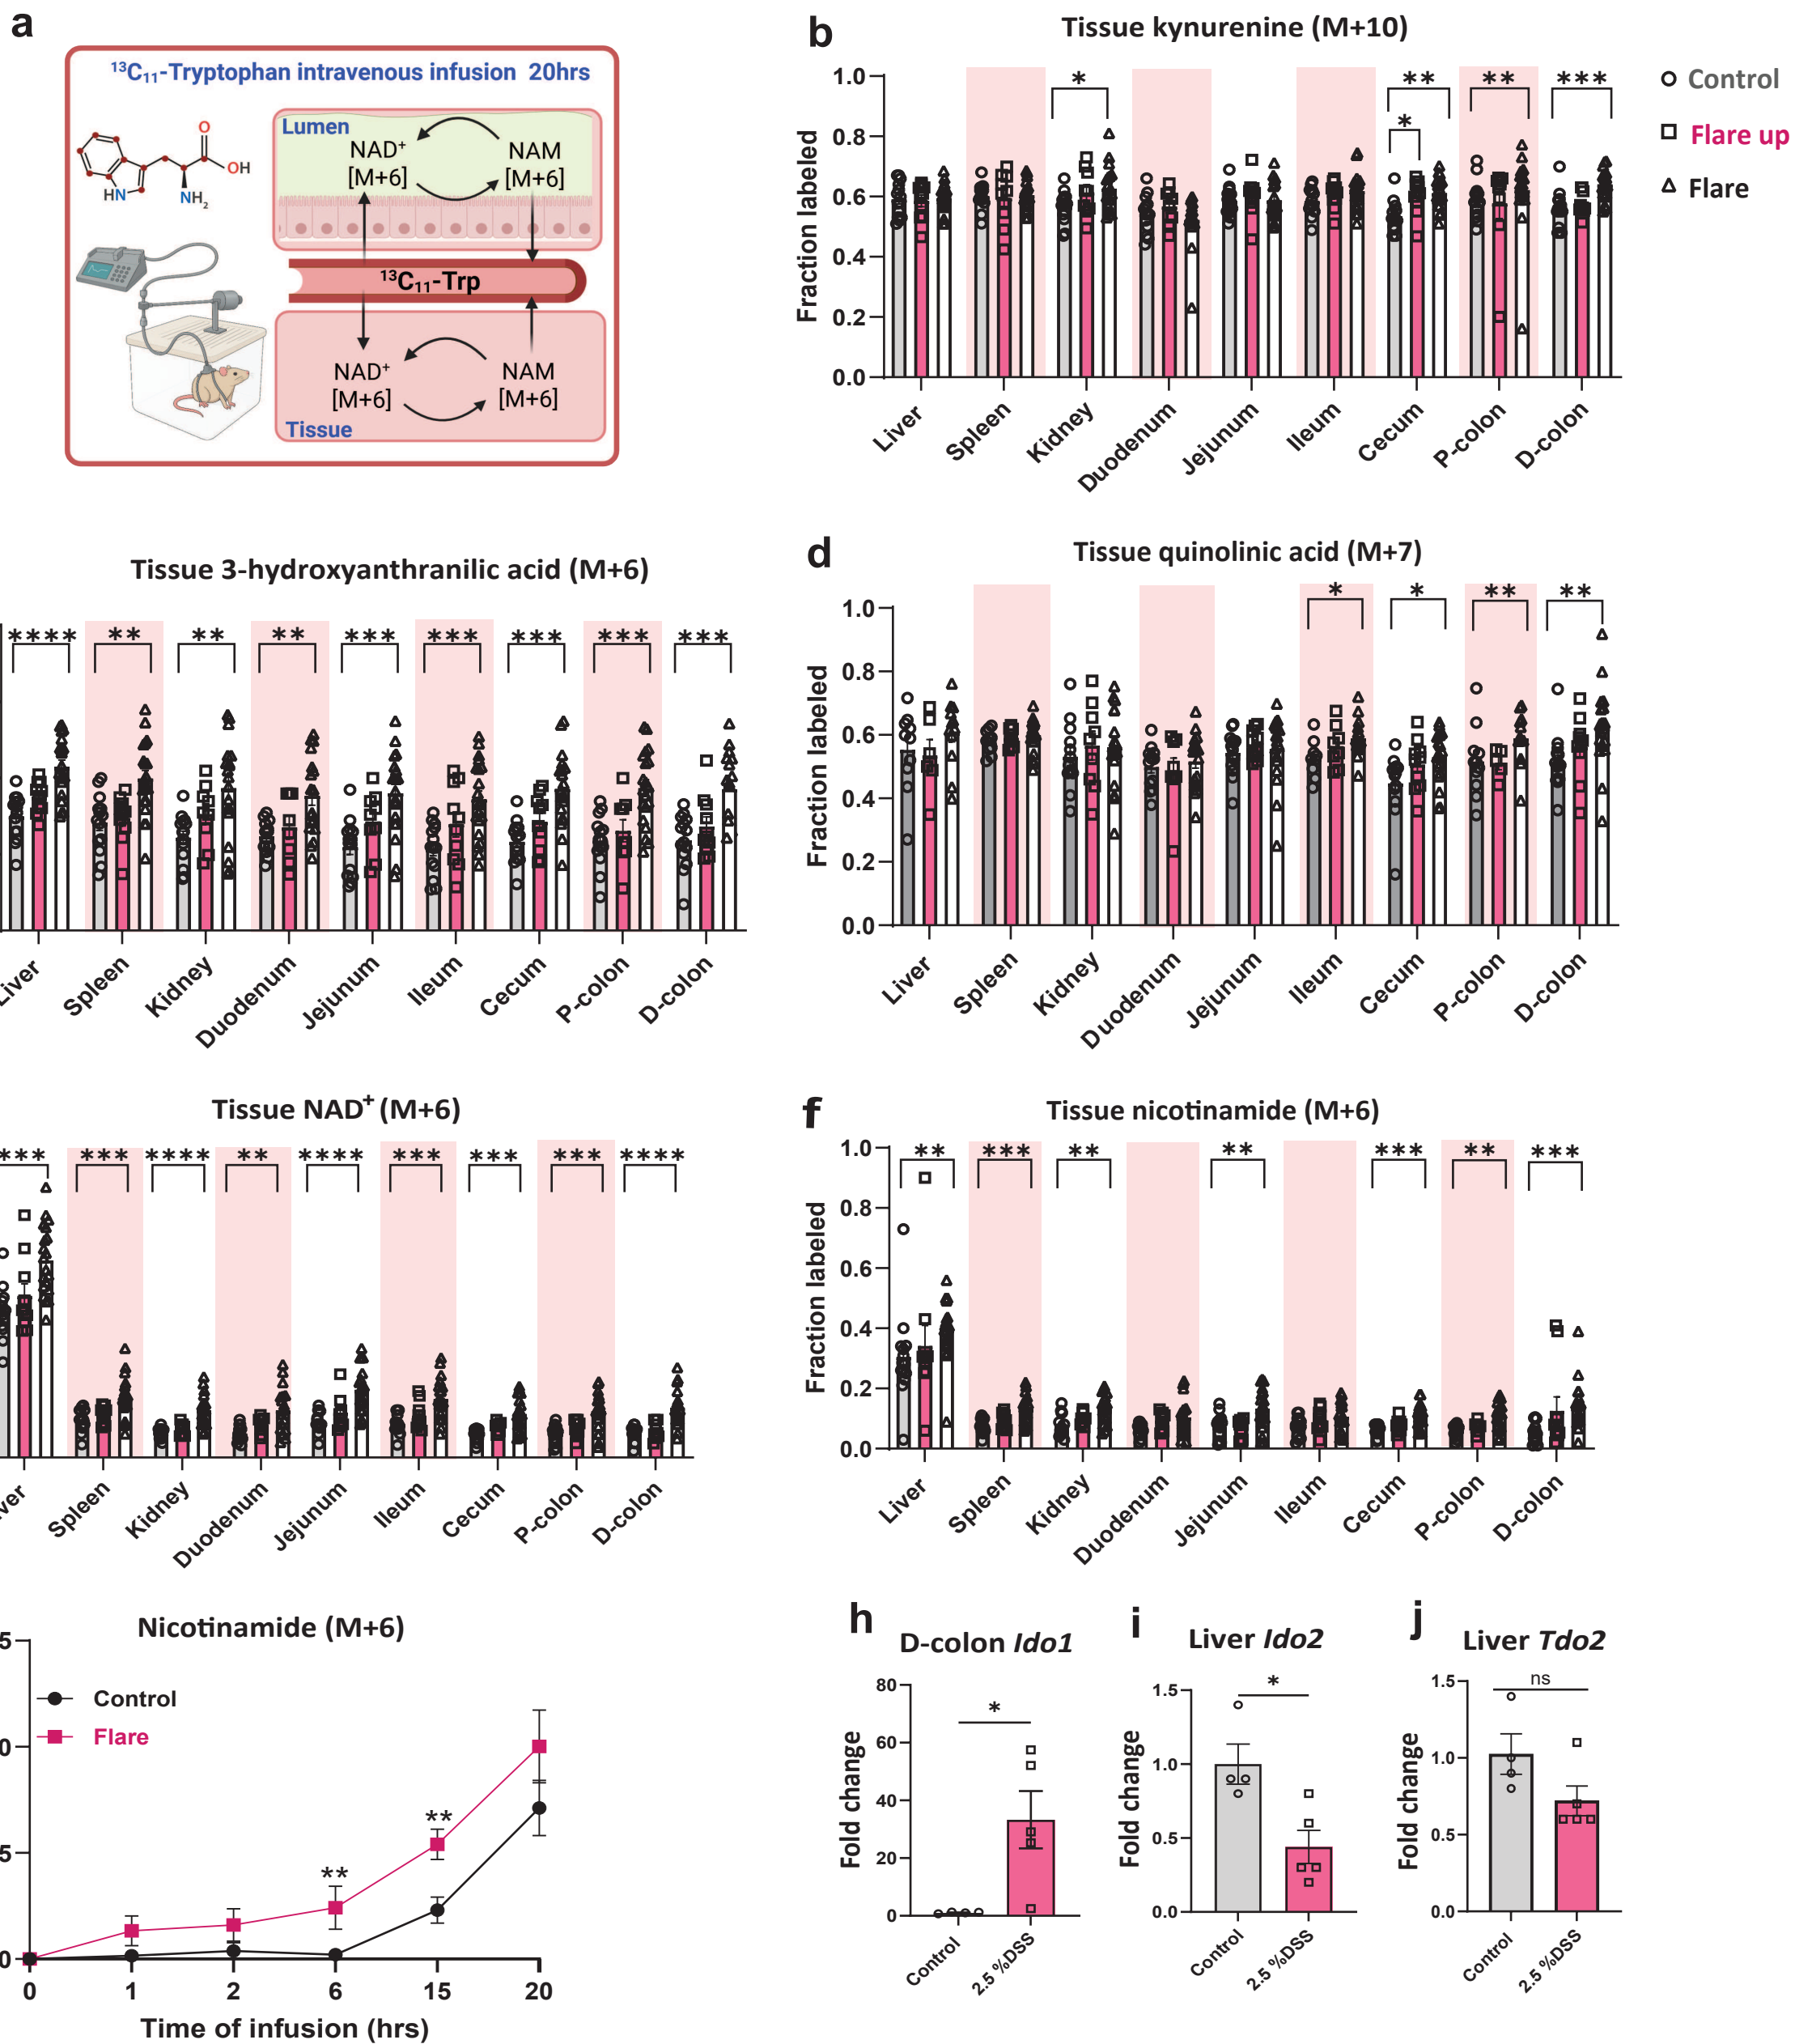 a
¹³C₁₁-Tryptophan intravenous infusion 20hrs
O
OH
HN
NH₂
Lumen
NAD⁺
[M+6]
NAM
[M+6]
¹³C₁₁-Trp
NAD⁺
[M+6]
NAM
[M+6]
Tissue
b
Tissue kynurenine (M+10)
Fraction labeled
1.0
0.8
0.6
0.4
0.2
0.0
*
**
*
**
***
Liver
Spleen
Kidney
Duodenum
Jejunum
Ileum
Cecum
P-colon
D-colon
Control
Flare up
Flare
Tissue 3-hydroxyanthranilic acid (M+6)
****
**
**
**
***
***
***
***
***
Liver
Spleen
Kidney
Duodenum
Jejunum
Ileum
Cecum
P-colon
D-colon
d
Tissue quinolinic acid (M+7)
Fraction labeled
1.0
0.8
0.6
0.4
0.2
0.0
*
*
**
**
Liver
Spleen
Kidney
Duodenum
Jejunum
Ileum
Cecum
P-colon
D-colon
Tissue NAD⁺ (M+6)
***
***
****
**
****
***
***
***
****
iver
Spleen
Kidney
Duodenum
Jejunum
Ileum
Cecum
P-colon
D-colon
f
Tissue nicotinamide (M+6)
Fraction labeled
1.0
0.8
0.6
0.4
0.2
0.0
**
***
**
**
***
**
***
Liver
Spleen
Kidney
Duodenum
Jejunum
Ileum
Cecum
P-colon
D-colon
Nicotinamide (M+6)
5
0
5
0
Control
Flare
**
**
0
1
2
6
15
20
Time of infusion (hrs)
h
D-colon Ido1
Fold change
80
60
40
20
0
*
Control
2.5 %DSS
i
Liver Ido2
Fold change
1.5
1.0
0.5
0.0
*
Control
2.5 %DSS
j
Liver Tdo2
Fold change
1.5
1.0
0.5
0.0
ns
Control
2.5 %DSS